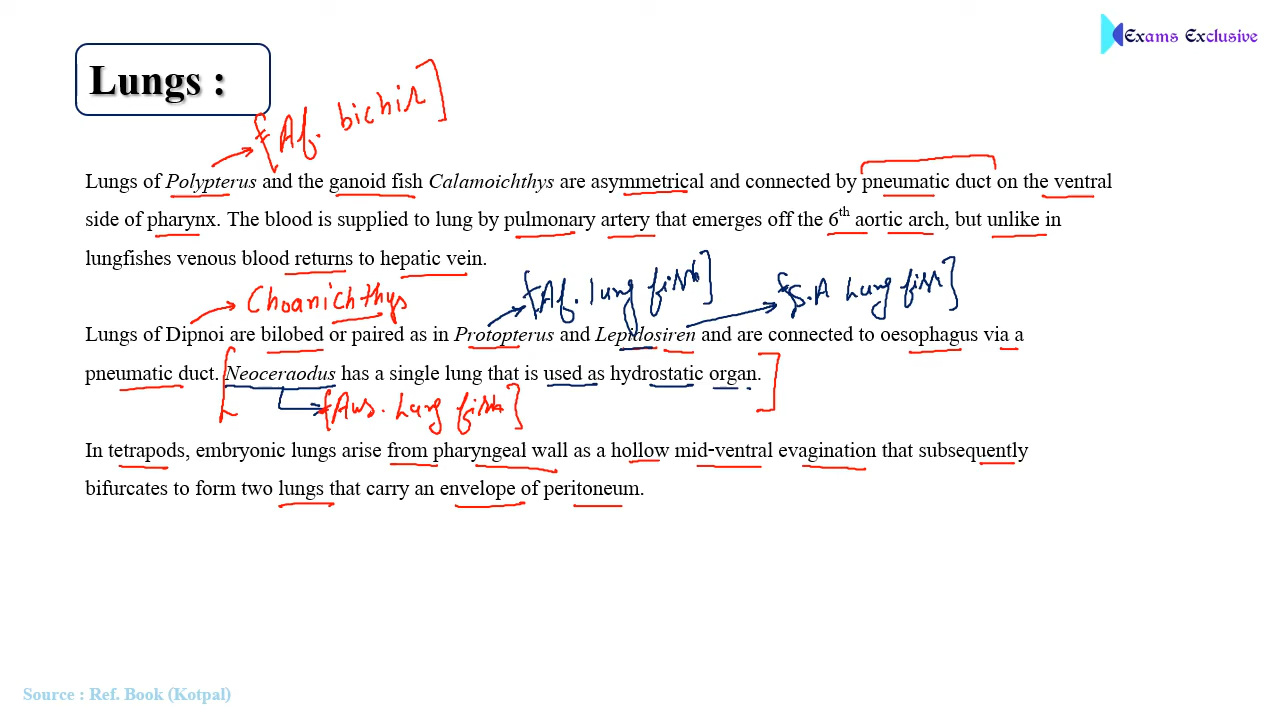 Exams Exclusive
Lungs :
[Af. bichir]
Lungs of Polypterus and the ganoid fish Calamoichthys are asymmetrical and connected by pneumatic duct on the ventral
side of pharynx. The blood is supplied to lung by pulmonary artery that emerges off the 6th aortic arch, but unlike in
lungfishes venous blood returns to hepatic vein.
Choanichthys [Af. lung fish] [S.A Lung fish]
Lungs of Dipnoi are bilobed or paired as in Protopterus and Lepidosiren and are connected to oesophagus via a
pneumatic duct. Neoceraodus has a single lung that is used as hydrostatic organ.
[Aus. Lung fish]
In tetrapods, embryonic lungs arise from pharyngeal wall as a hollow mid-ventral evagination that subsequently
bifurcates to form two lungs that carry an envelope of peritoneum.
Source : Ref. Book (Kotpal)